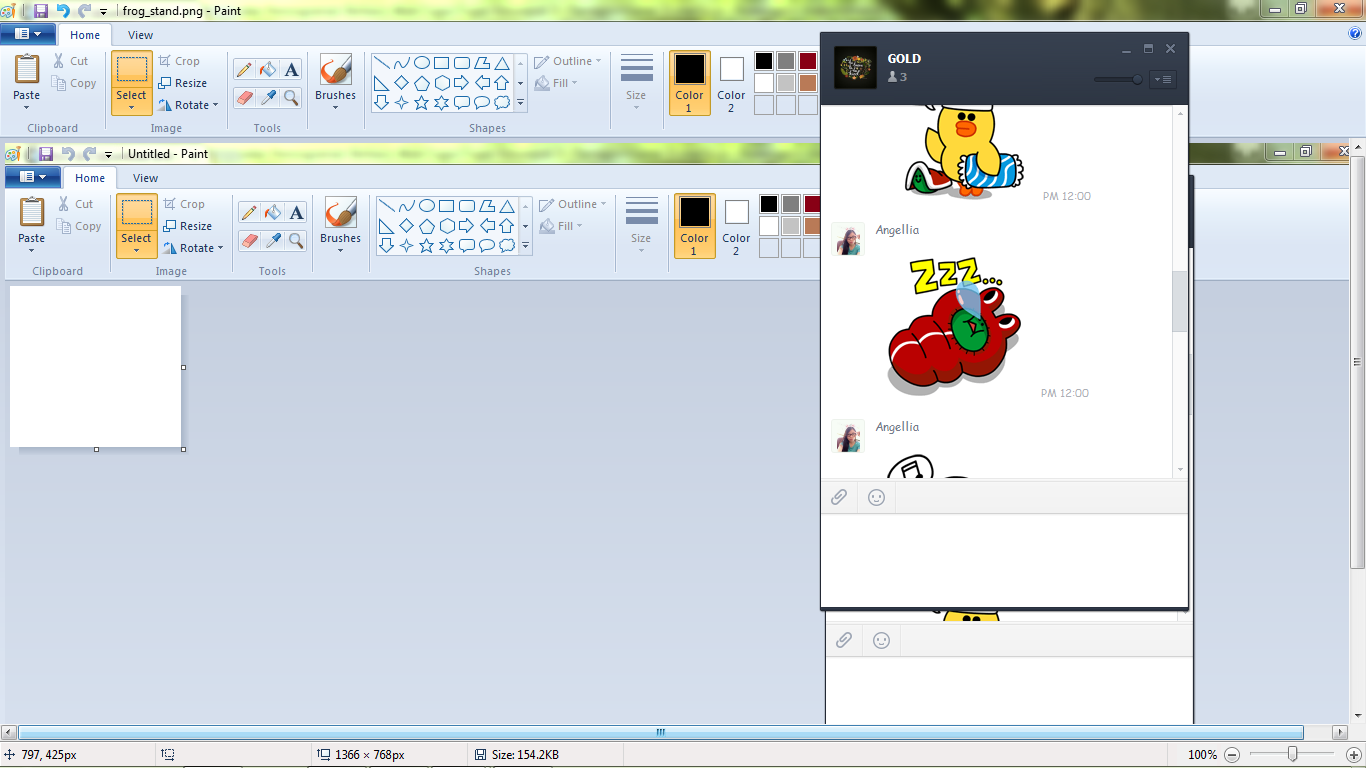 frog_stand.png - Paint
Home View
Paste
Cut
Copy
Clipboard
Select
Crop
Resize
Rotate
Image
A
Tools
Brushes
Outline
Fill
Shapes
Size
Color 1
Color 2
Untitled - Paint
Home View
Paste
Cut
Copy
Clipboard
Select
Crop
Resize
Rotate
Image
A
Tools
Brushes
Outline
Fill
Shapes
Size
Color 1
Color 2
GOLD
3
PM 12:00
Angellia
ZZZ...
PM 12:00
Angellia
797, 425px
1366 × 768px
Size: 154.2KB
100%